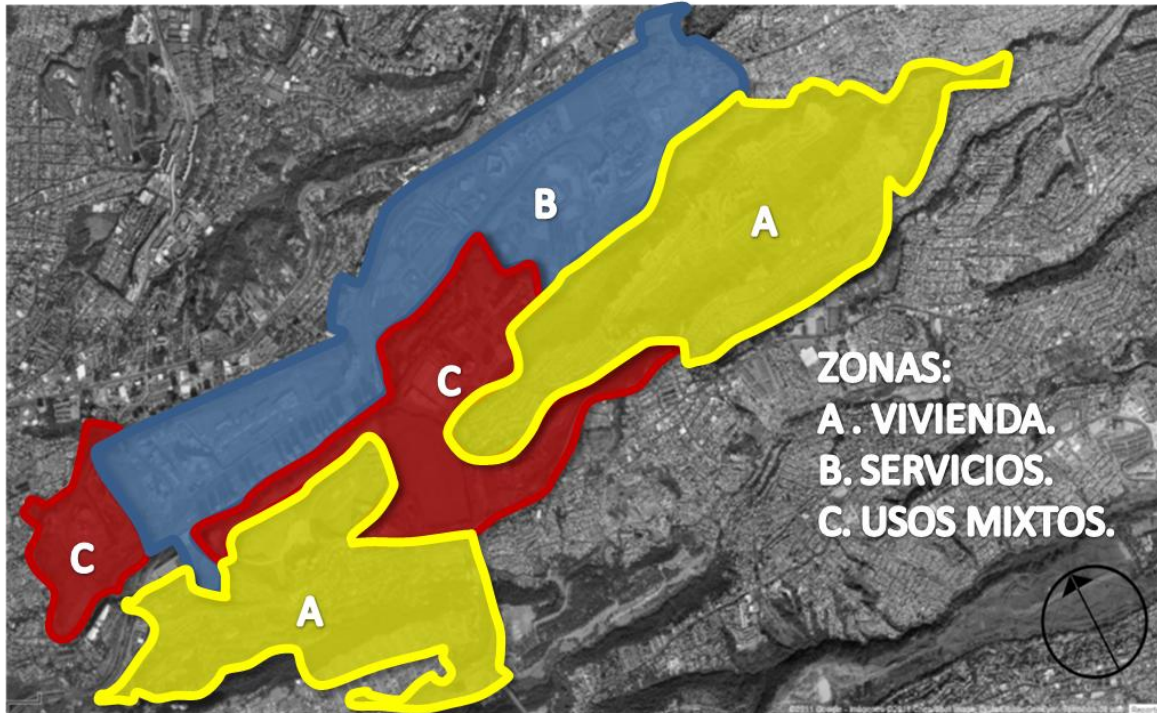 B
A
C
ZONAS:
A . VIVIENDA.
B. SERVICIOS.
C. USOS MIXTOS.
C
A